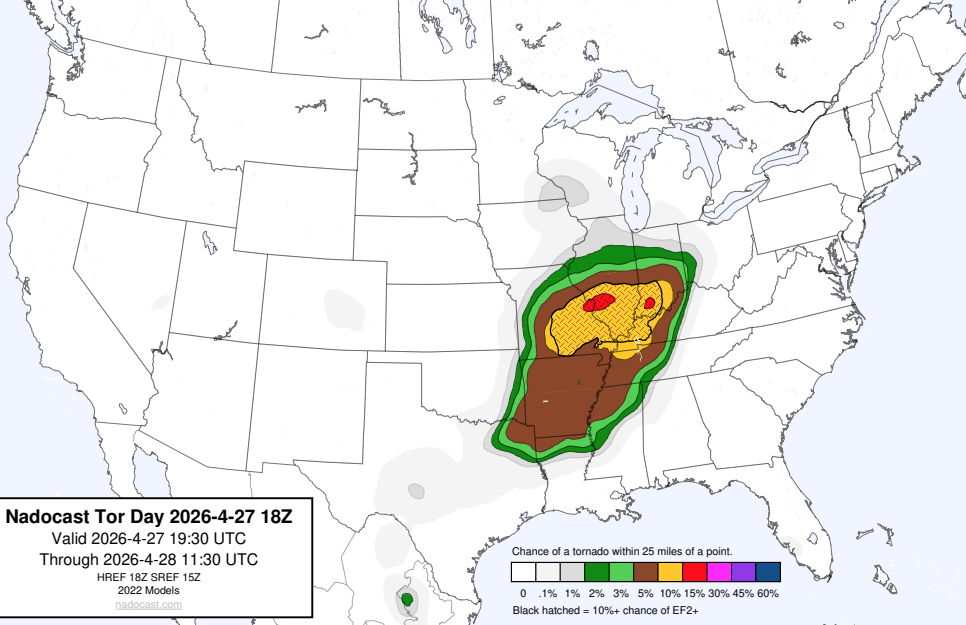 Nadocast Tor Day 2026-4-27 18Z
Valid 2026-4-27 19:30 UTC
Through 2026-4-28 11:30 UTC
HREF 18Z SREF 15Z
2022 Models
nadocast.com
Chance of a tornado within 25 miles of a point.
0 .1% 1% 2% 3% 5% 10% 15% 30% 45% 60%
Black hatched = 10%+ chance of EF2+